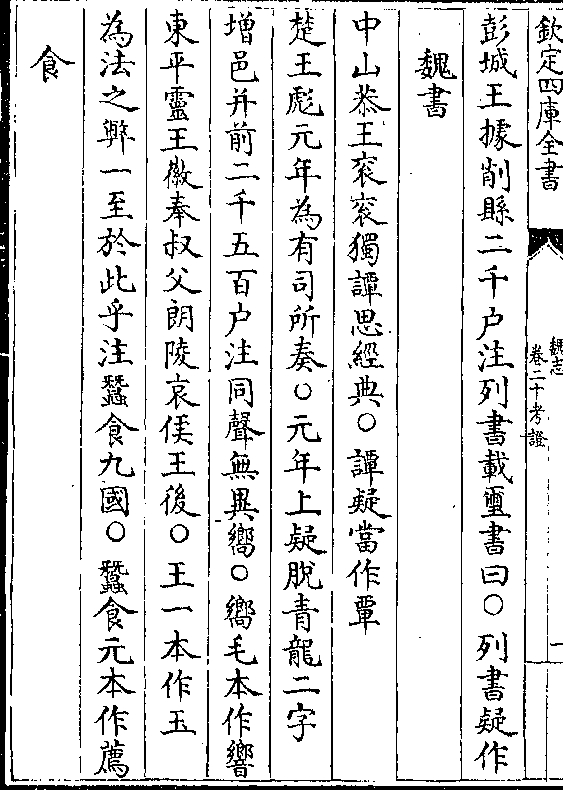 欽定四庫全書
魏志
卷二十考證
一
彭城王據削縣二千户注列書載璽書曰○列書疑作
魏書
中山恭王袞袞獨譚思經典○譚疑當作覃
楚王彪元年為有司所奏○元年上疑脫青龍二字
增邑并前二千五百户注同聲無異嚮○嚮毛本作響
東平靈王徽奉叔父朗陵哀侯王後○王一本作玉
為法之弊一至於此乎注蠶食九國○蠶食元本作薦
食